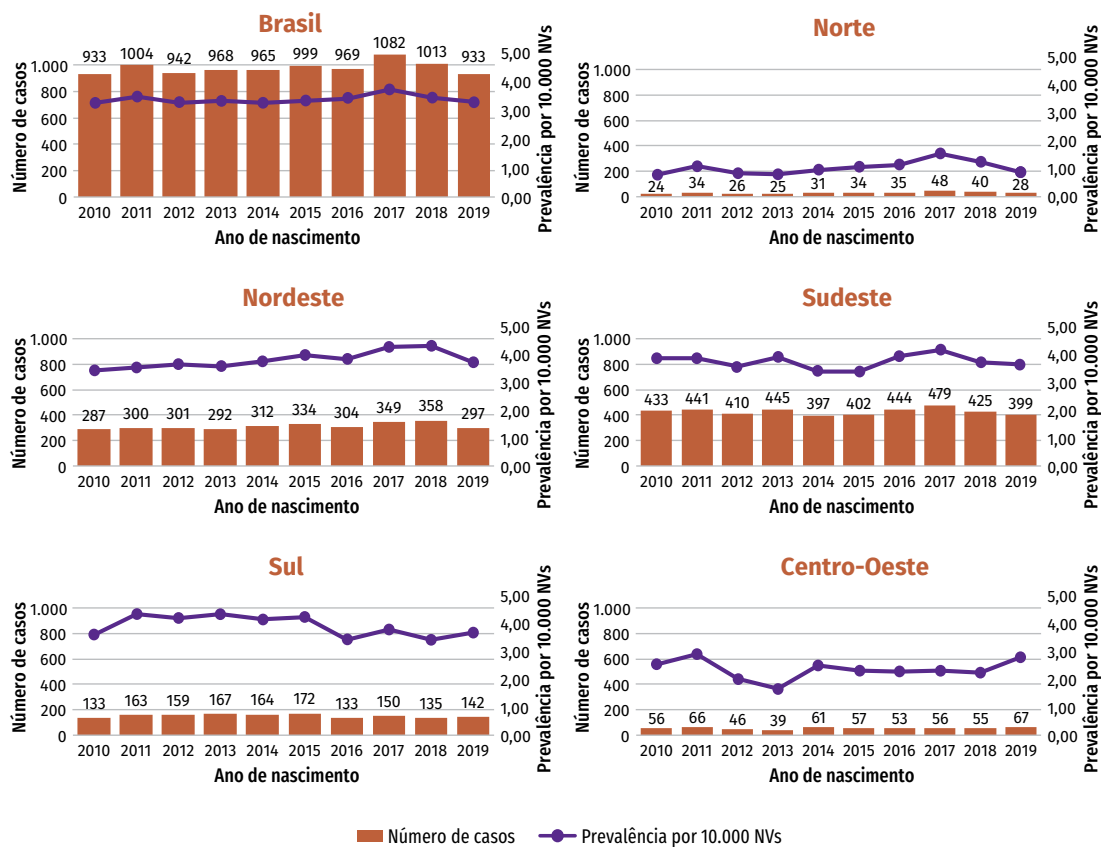 Brasil
Número de casos
1.000
800
600
400
200
0
933 1004 942 968 965 999 969 1082 1013 933
5,00
4,00
3,00
2,00
1,00
0,00
Prevalência por 10.000 NVs
2010 2011 2012 2013 2014 2015 2016 2017 2018 2019
Ano de nascimento
Norte
Número de casos
1.000
800
600
400
200
0
24 34 26 25 31 34 35 48 40 28
5,00
4,00
3,00
2,00
1,00
0,00
Prevalência por 10.000 NVs
2010 2011 2012 2013 2014 2015 2016 2017 2018 2019
Ano de nascimento
Nordeste
Número de casos
1.000
800
600
400
200
0
287 300 301 292 312 334 304 349 358 297
5,00
4,00
3,00
2,00
1,00
0,00
Prevalência por 10.000 NVs
2010 2011 2012 2013 2014 2015 2016 2017 2018 2019
Ano de nascimento
Sudeste
Número de casos
1.000
800
600
400
200
0
433 441 410 445 397 402 444 479 425 399
5,00
4,00
3,00
2,00
1,00
0,00
Prevalência por 10.000 NVs
2010 2011 2012 2013 2014 2015 2016 2017 2018 2019
Ano de nascimento
Sul
Número de casos
1.000
800
600
400
200
0
133 163 159 167 164 172 133 150 135 142
5,00
4,00
3,00
2,00
1,00
0,00
Prevalência por 10.000 NVs
2010 2011 2012 2013 2014 2015 2016 2017 2018 2019
Ano de nascimento
Centro-Oeste
Número de casos
1.000
800
600
400
200
0
56 66 46 39 61 57 53 56 55 67
5,00
4,00
3,00
2,00
1,00
0,00
Prevalência por 10.000 NVs
2010 2011 2012 2013 2014 2015 2016 2017 2018 2019
Ano de nascimento
Número de casos Prevalência por 10.000 NVs